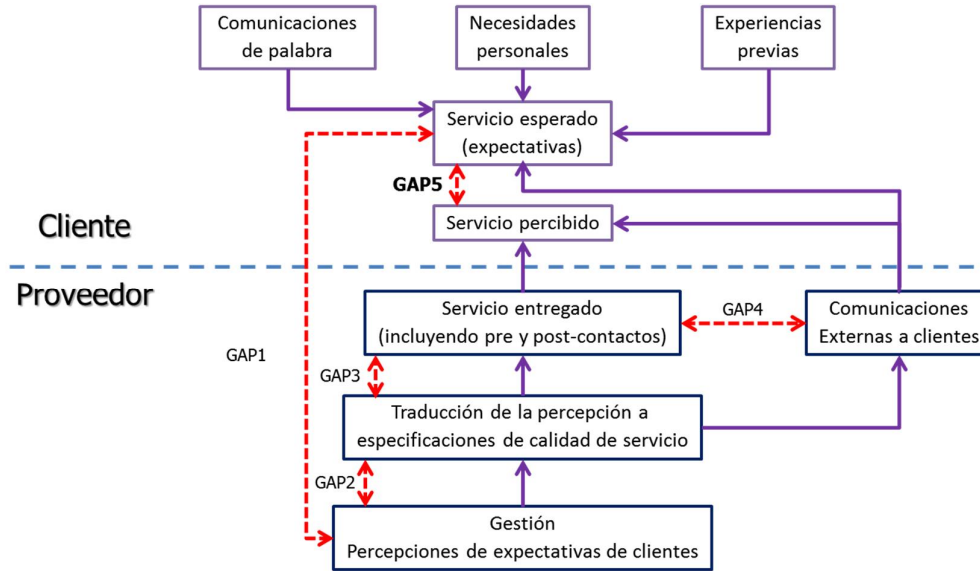 Comunicaciones
de palabra
Necesidades
personales
Experiencias
previas
Servicio esperado
(expectativas)
GAP5
Servicio percibido
Cliente
Proveedor
Servicio entregado
(incluyendo pre y post-contactos)
GAP4
Comunicaciones
Externas a clientes
GAP1
GAP3
Traducción de la percepción a
especificaciones de calidad de servicio
GAP2
Gestión
Percepciones de expectativas de clientes